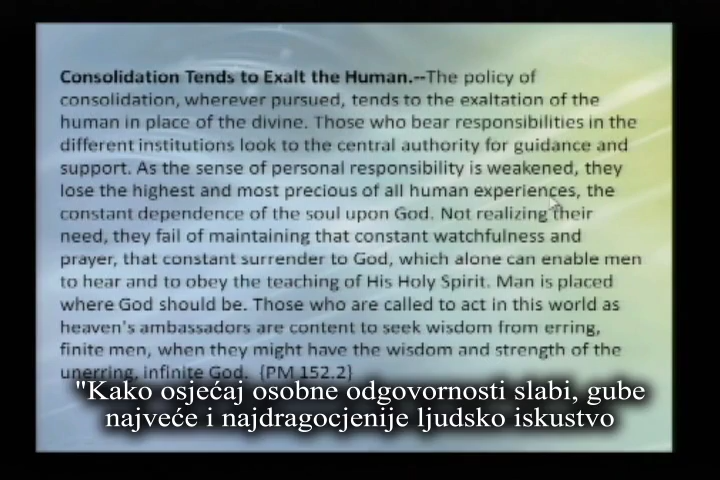 Consolidation Tends to Exalt the Human.--The policy of
consolidation, wherever pursued, tends to the exaltation of the
human in place of the divine. Those who bear responsibilities in the
different institutions look to the central authority for guidance and
support. As the sense of personal responsibility is weakened, they
lose the highest and most precious of all human experiences, the
constant dependence of the soul upon God. Not realizing their
need, they fail of maintaining that constant watchfulness and
prayer, that constant surrender to God, which alone can enable men
to hear and to obey the teaching of His Holy Spirit. Man is placed
where God should be. Those who are called to act in this world as
heaven's ambassadors are content to seek wisdom from erring,
finite men, when they might have the wisdom and strength of the
unerring, infinite God. {PM 152.2}
"Kako osjećaj osobne odgovornosti slabi, gube
najveće i najdragocjenije ljudsko iskustvo